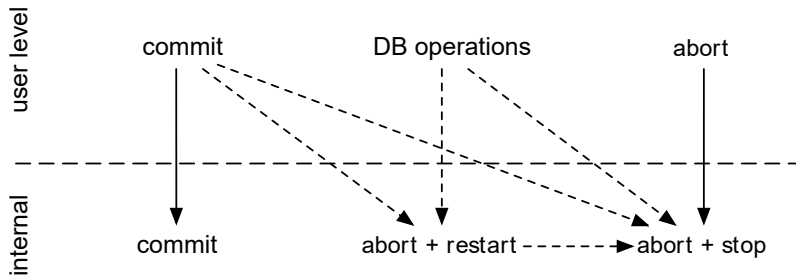 user level
commit
DB operations
abort
internal
commit
abort + restart
abort + stop